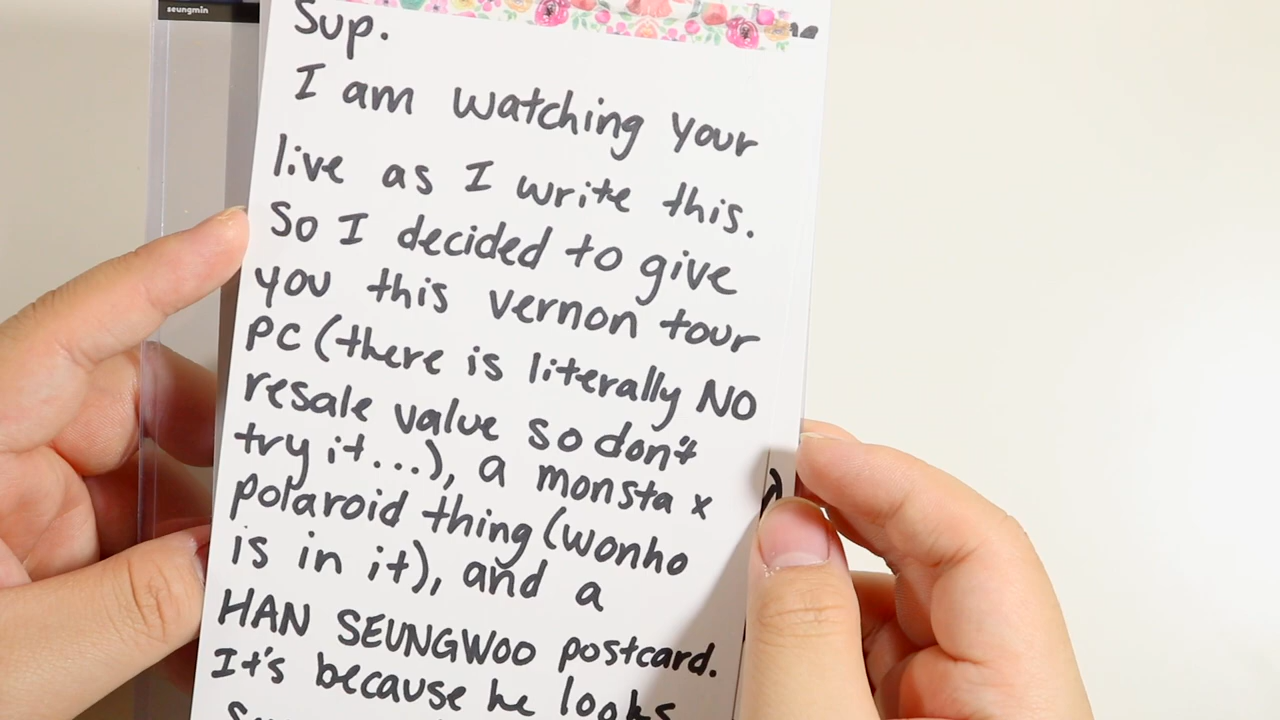 seungmin
Sup.
I am watching your
live as I write this.
So I decided to give
you this vernon tour
PC (there is literally NO
resale value so don't
try it...), a monsta x
polaroid thing (wonho
is in it), and a
HAN SEUNGWOO postcard.
It's because he looks